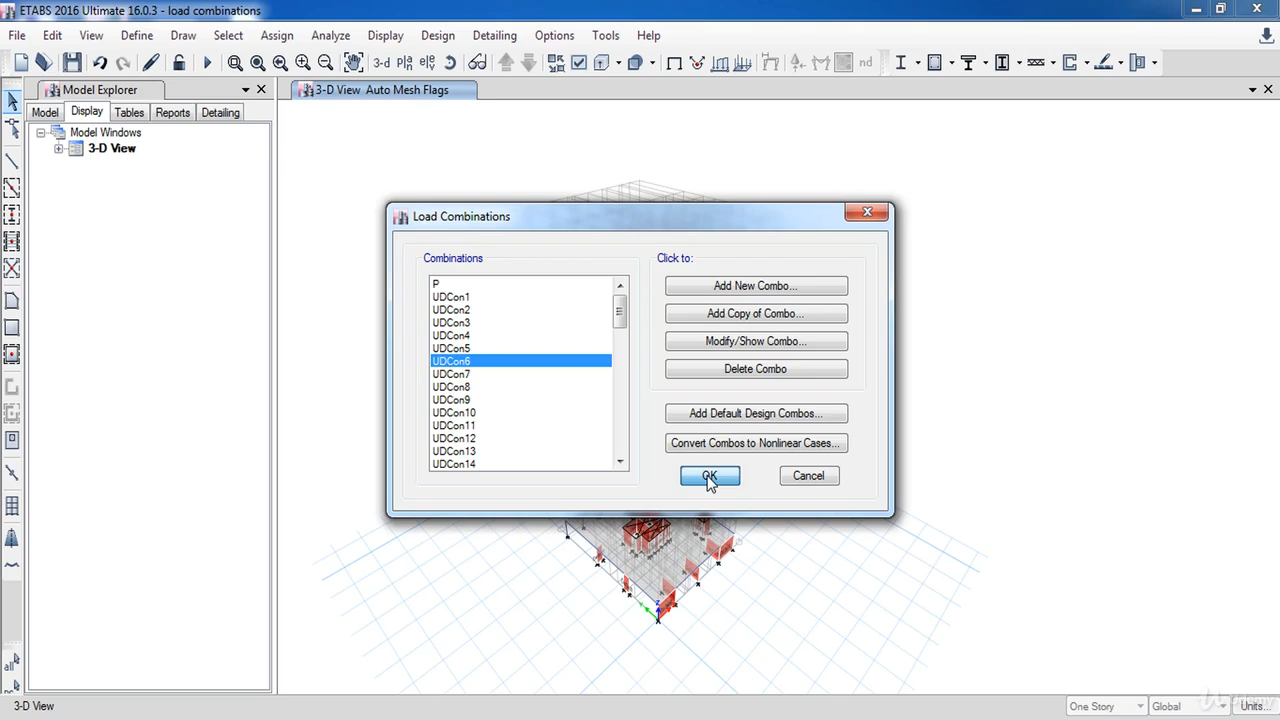 ETABS 2016 Ultimate 16.0.3 - load combinations
File Edit View Define Draw Select Assign Analyze Display Design Detailing Options Tools Help
3-d
nd
Model Explorer
3-D View Auto Mesh Flags
Model Display Tables Reports Detailing
Model Windows
3-D View
Load Combinations
Combinations
Click to:
P
UDCon1
UDCon2
UDCon3
UDCon4
UDCon5
UDCon6
UDCon7
UDCon8
UDCon9
UDCon10
UDCon11
UDCon12
UDCon13
UDCon14
Add New Combo...
Add Copy of Combo...
Modify/Show Combo...
Delete Combo
Add Default Design Combos...
Convert Combos to Nonlinear Cases...
OK
Cancel
all
3-D View
One Story
Global
Units...
Udemy